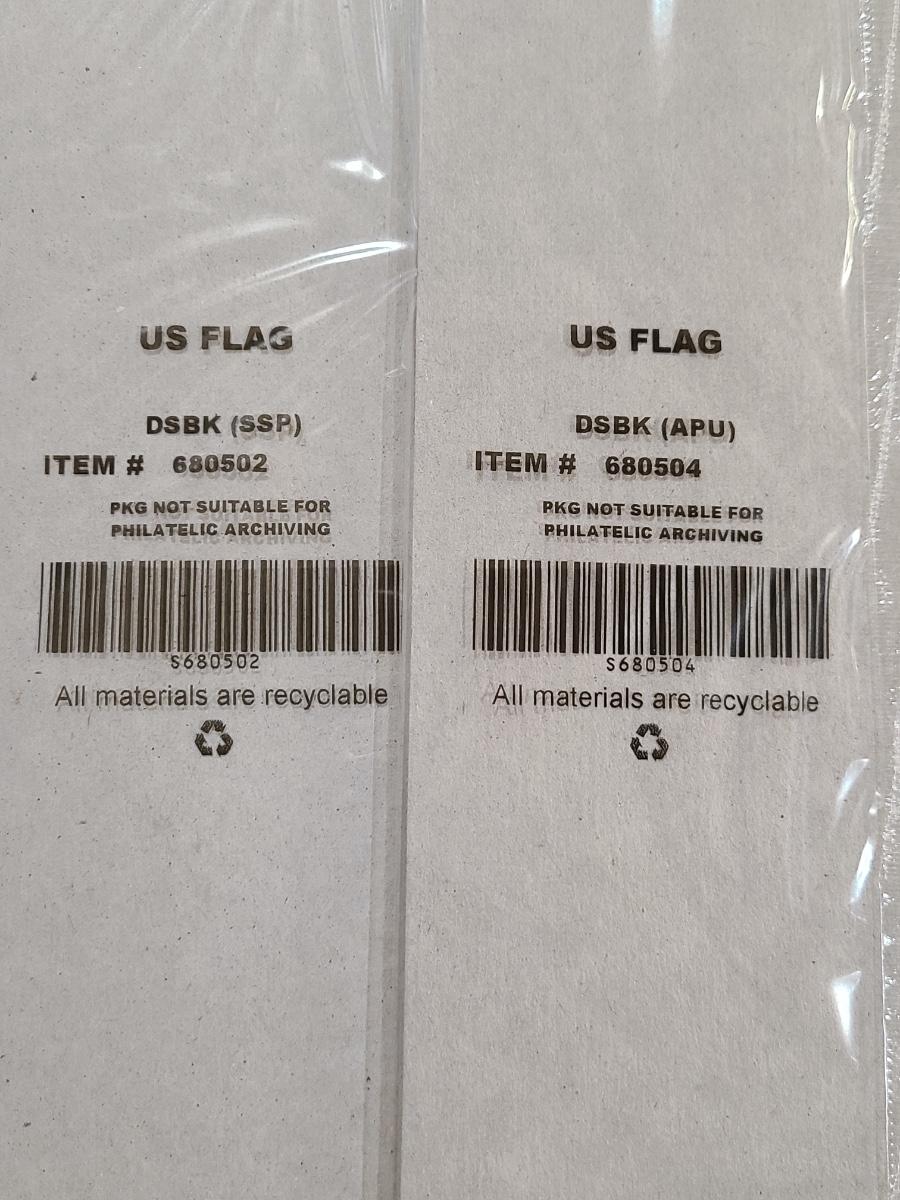 US FLAG
DSBK (SSP)
ITEM # 680502
PKG NOT SUITABLE FOR
PHILATELIC ARCHIVING
S680502
All materials are recyclable
US FLAG
DSBK (APU)
ITEM # 680504
PKG NOT SUITABLE FOR
PHILATELIC ARCHIVING
S680504
All materials are recyclable